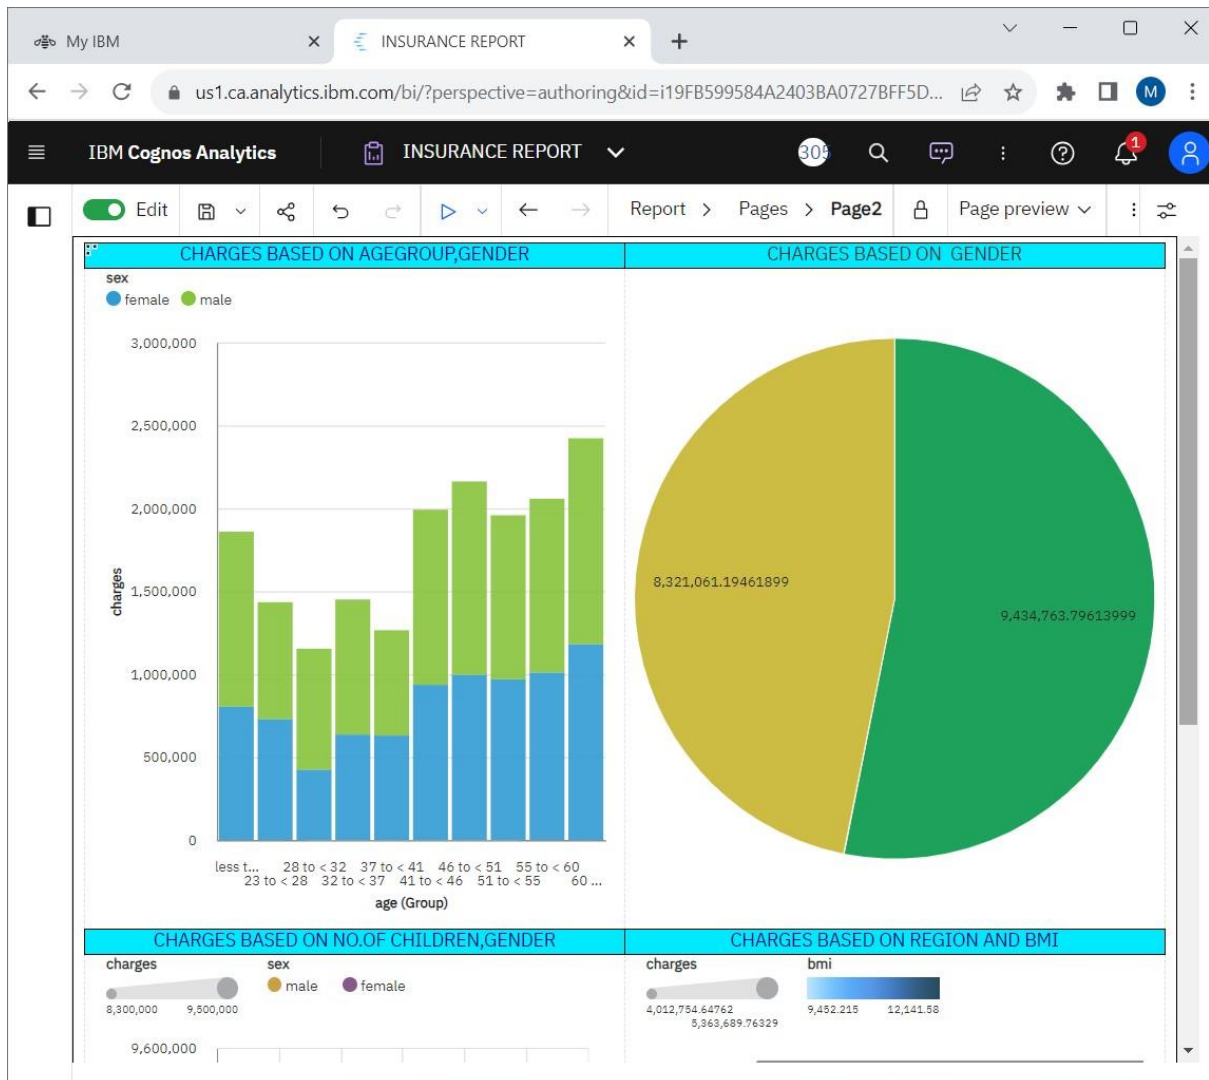 My IBM
INSURANCE REPORT
us1.ca.analytics.ibm.com/bi/?perspective=authoring&id=i19FB599584A2403BA0727BFF5D...
M
IBM Cognos Analytics
INSURANCE REPORT
305
1
Edit
Report > Pages > Page2
Page preview
CHARGES BASED ON AGEGROUP,GENDER
sex
female male
3,000,000
2,500,000
2,000,000
1,500,000
1,000,000
500,000
0
charges
less t... 28 to < 32 37 to < 41 46 to < 51 55 to < 60
23 to < 28 32 to < 37 41 to < 46 51 to < 55 60 ...
age (Group)
CHARGES BASED ON GENDER
8,321,061.19461899
9,434,763.79613999
CHARGES BASED ON NO.OF CHILDREN,GENDER
charges
8,300,000 9,500,000
sex
male female
9,600,000
CHARGES BASED ON REGION AND BMI
charges
4,012,754.64762
5,363,689.76329
bmi
9,452.215 12,141.58